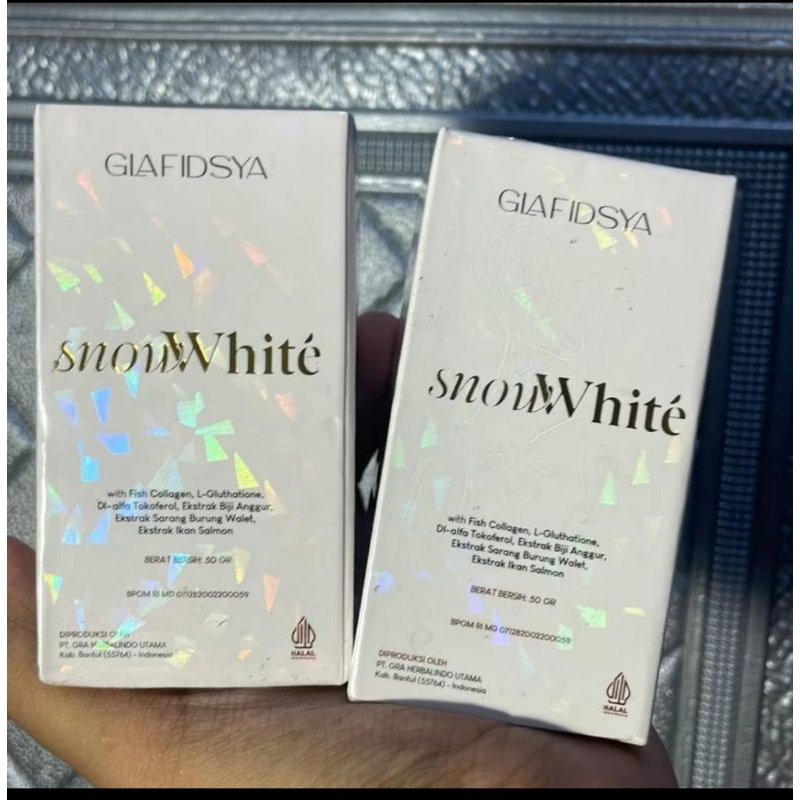 GLAFIDSYA
snowWhité
with Fish Collagen, L-Gluthatione,
Dl-alfa Tokoferol, Ekstrak Biji Anggur,
Ekstrak Sarang Burung Walet,
Ekstrak Ikan Salmon
BERAT BERSIH: 50 GR
BPOM RI MD 071282002200059
DIPRODUKSI OLEH
PT. GRA HERBALINDO UTAMA
Kab. Bantul (55764) - Indonesia
HALAL
INDONESIA
GLAFIDSYA
snowWhité
with Fish Collagen, L-Gluthatione,
Dl-alfa Tokoferol, Ekstrak Biji Anggur,
Ekstrak Sarang Burung Walet,
Ekstrak Ikan Salmon
BERAT BERSIH: 50 GR
BPOM RI MD 071282002200059
DIPRODUKSI OLEH
PT. GRA HERBALINDO UTAMA
Kab. Bantul (55764) - Indonesia
HALAL
INDONESIA